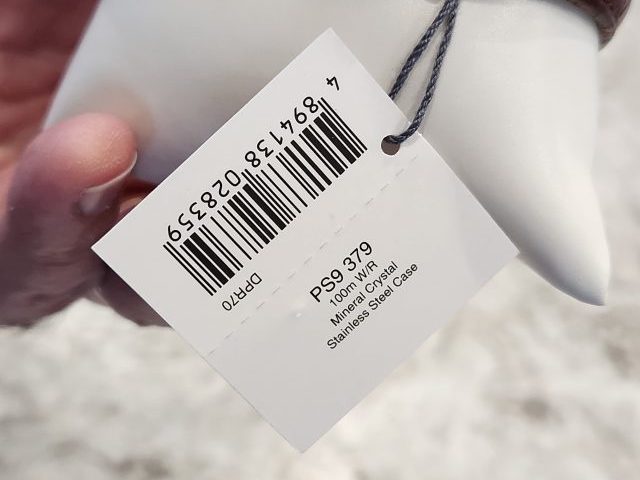 4 894138 028359
DPR70
PS9 379
100m W/R
Mineral Crystal
Stainless Steel Case